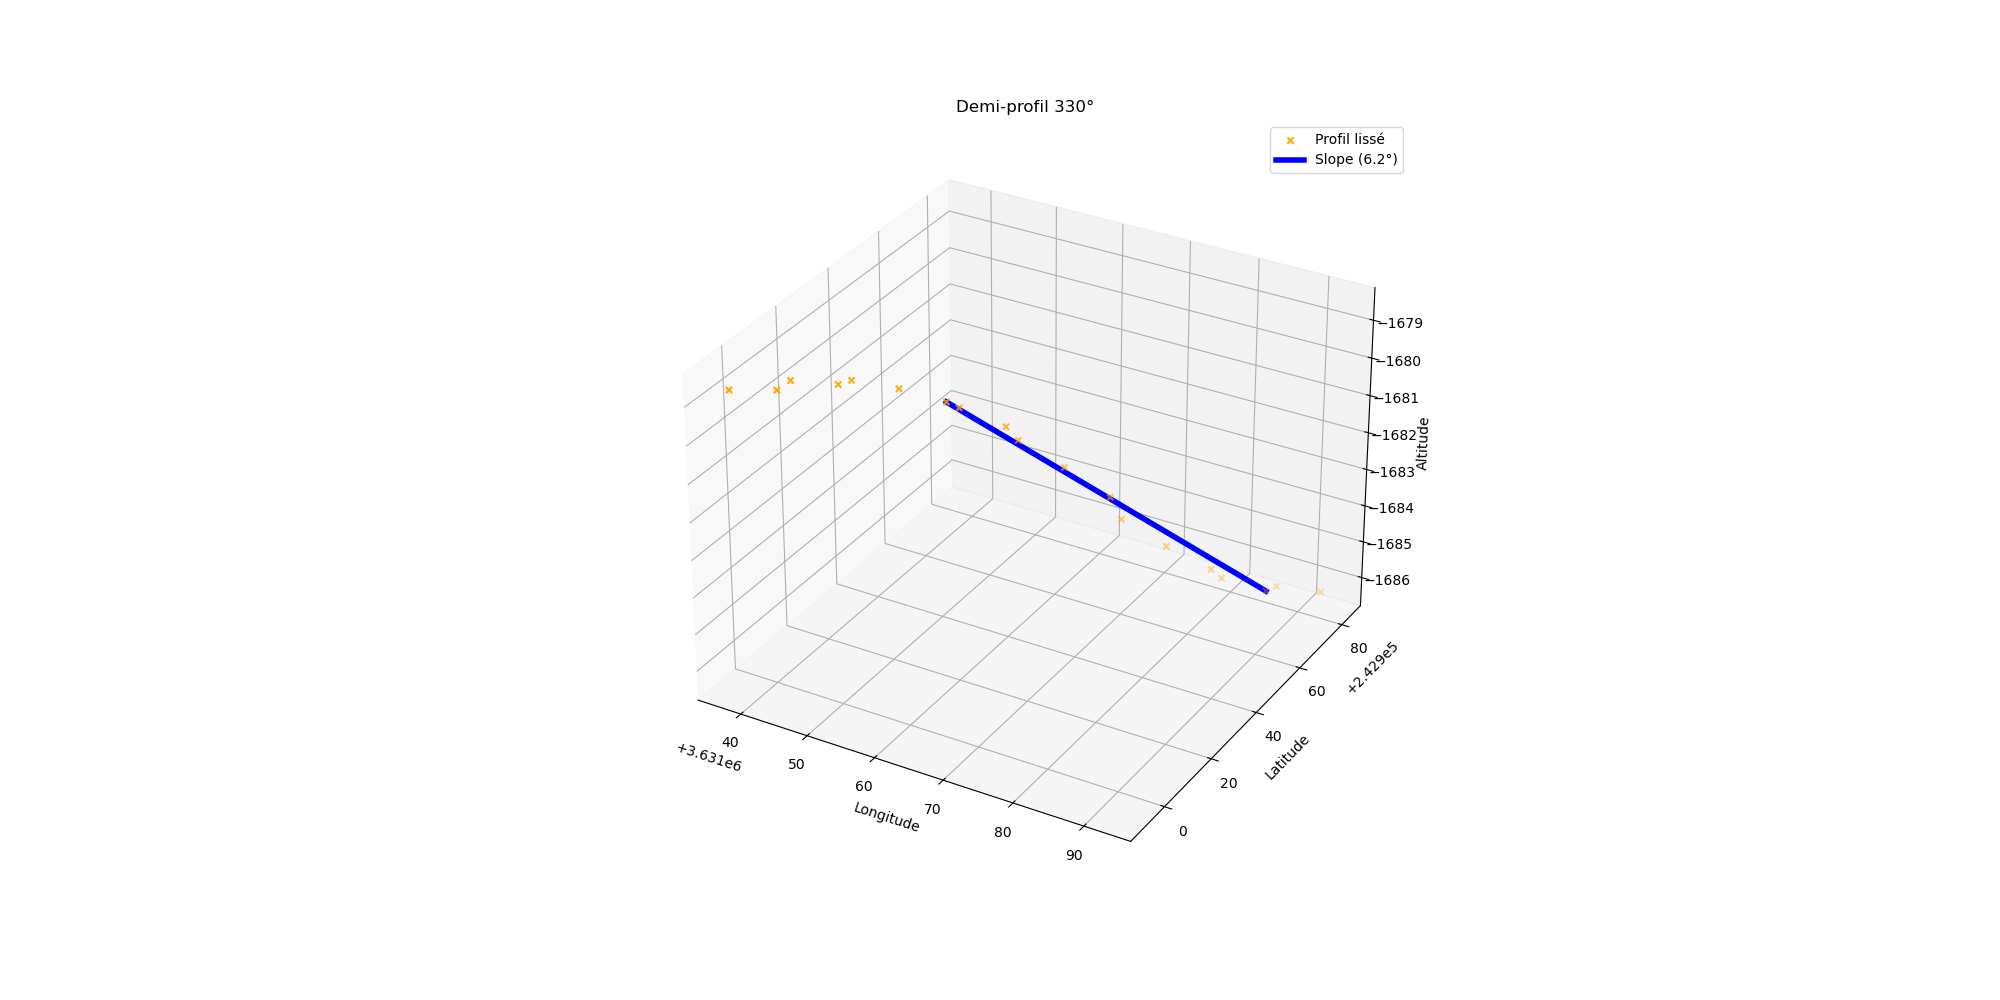 Demi-profil 330°
Profil lissé
Slope (6.2°)
−1679
−1680
−1681
−1682
−1683
−1684
−1685
−1686
Altitude
80
60
40
20
0
+2.429e5
Latitude
40
50
60
70
80
90
+3.631e6
Longitude